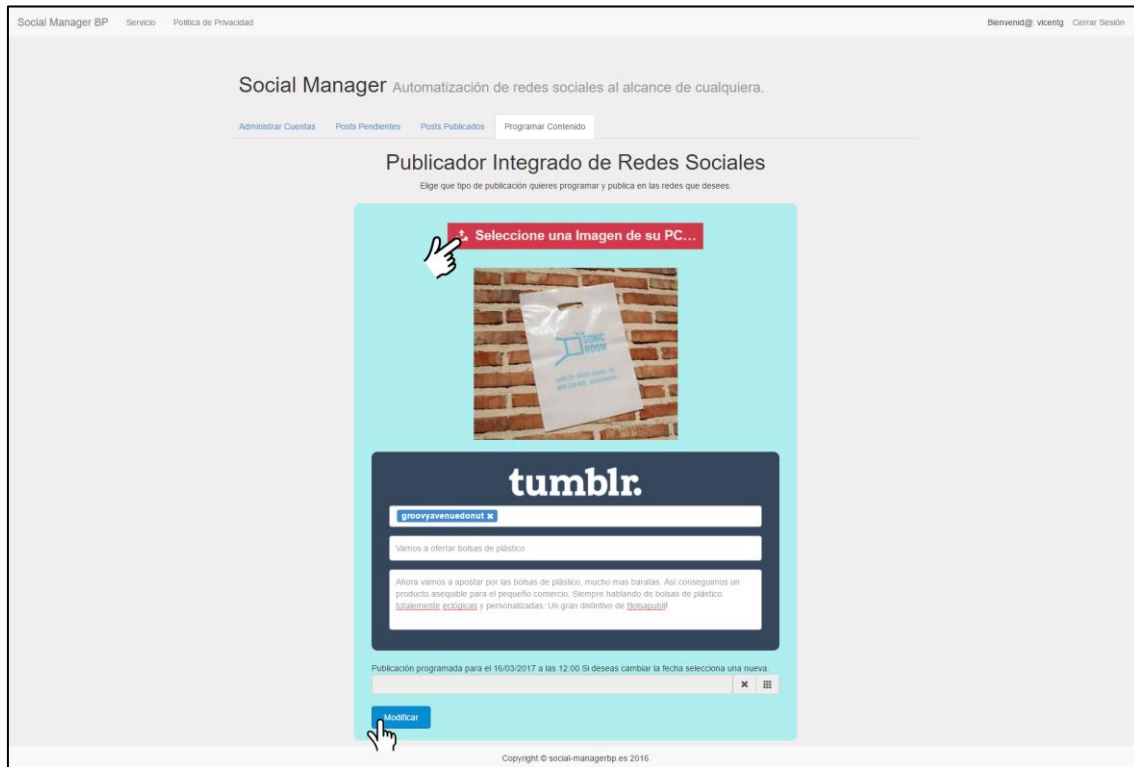 Social Manager BP Servicio Política de Privacidad Bienvenid@: vicentg Cerrar Sesión
Social Manager Automatización de redes sociales al alcance de cualquiera.
Administrar Cuentas Posts Pendientes Posts Publicados Programar Contenido
Publicador Integrado de Redes Sociales
Elige que tipo de publicación quieres programar y publica en las redes que desees.
Seleccione una Imagen de su PC...
SONIC
ROOM
tumblr.
groovyavenuedonut
Vamos a ofertar bolsas de plástico
Ahora vamos a apostar por las bolsas de plástico, mucho mas baratas. Así conseguimos un
producto asequible para el pequeño comercio. Siempre hablando de bolsas de plástico
totalemente eclógicas y personalizadas. Un gran distintivo de Bolsapubli!
Publicación programada para el 16/03/2017 a las 12:00 Si deseas cambiar la fecha selecciona una nueva.
Modificar
Copyright © social-managerbp.es 2016